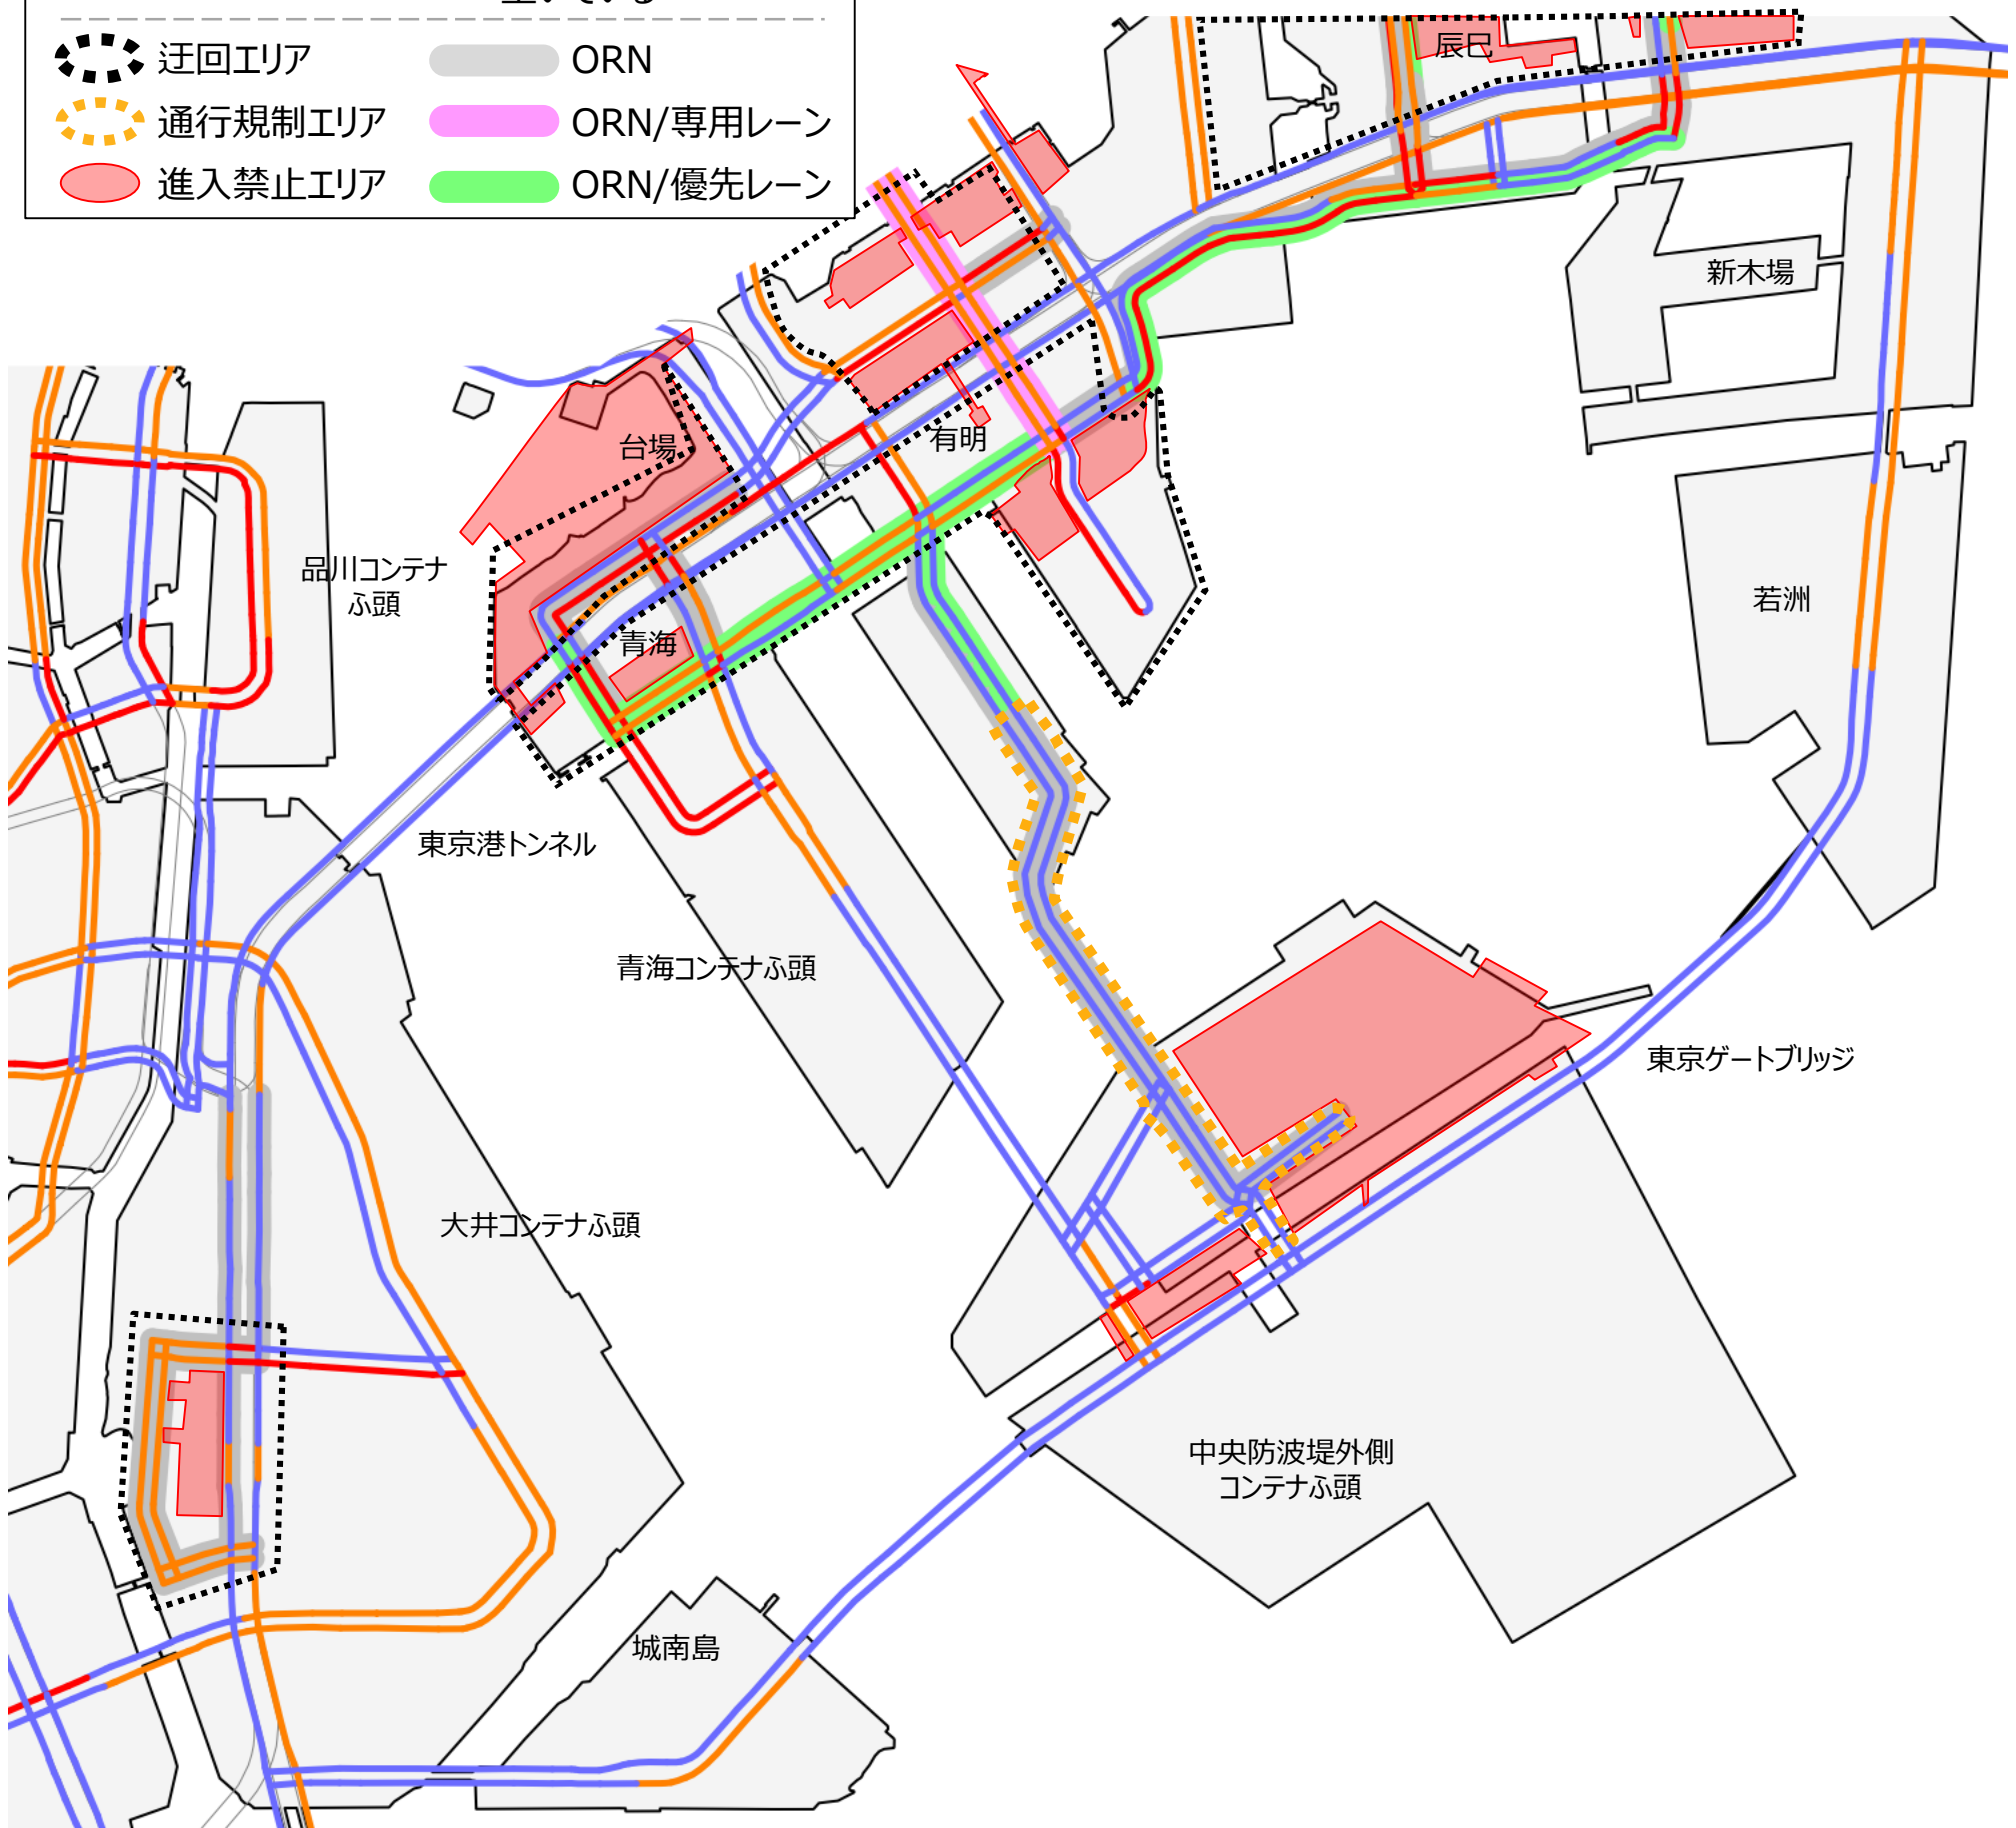 空いている
迂回エリア
ORN
通行規制エリア
ORN/専用レーン
進入禁止エリア
ORN/優先レーン
辰巳
新木場
有明
台場
品川コンテナ
ふ頭
若洲
青海
東京港トンネル
青海コンテナふ頭
東京ゲートブリッジ
大井コンテナふ頭
中央防波堤外側
コンテナふ頭
城南島